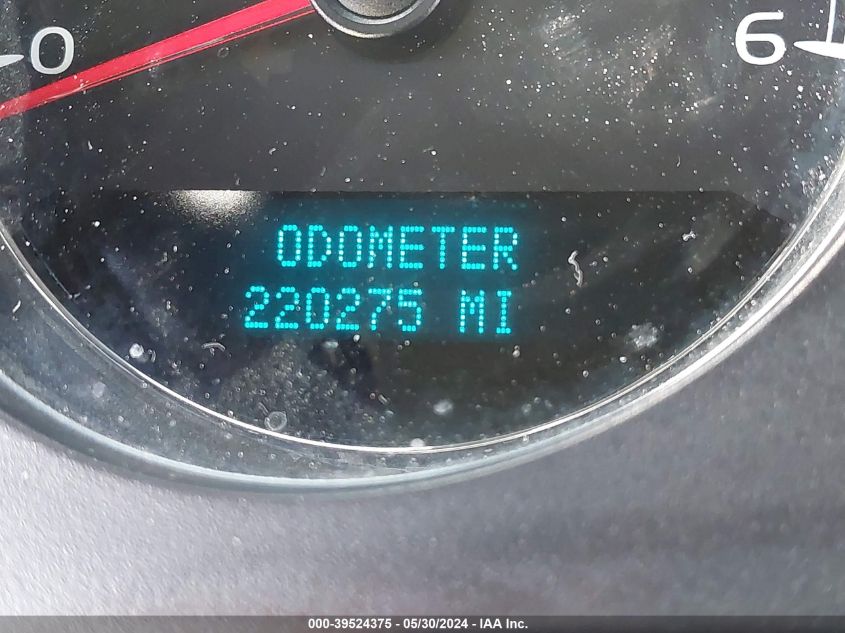 0 6
ODOMETER
220275 MI
000-39524375 - 05/30/2024 - IAA Inc.